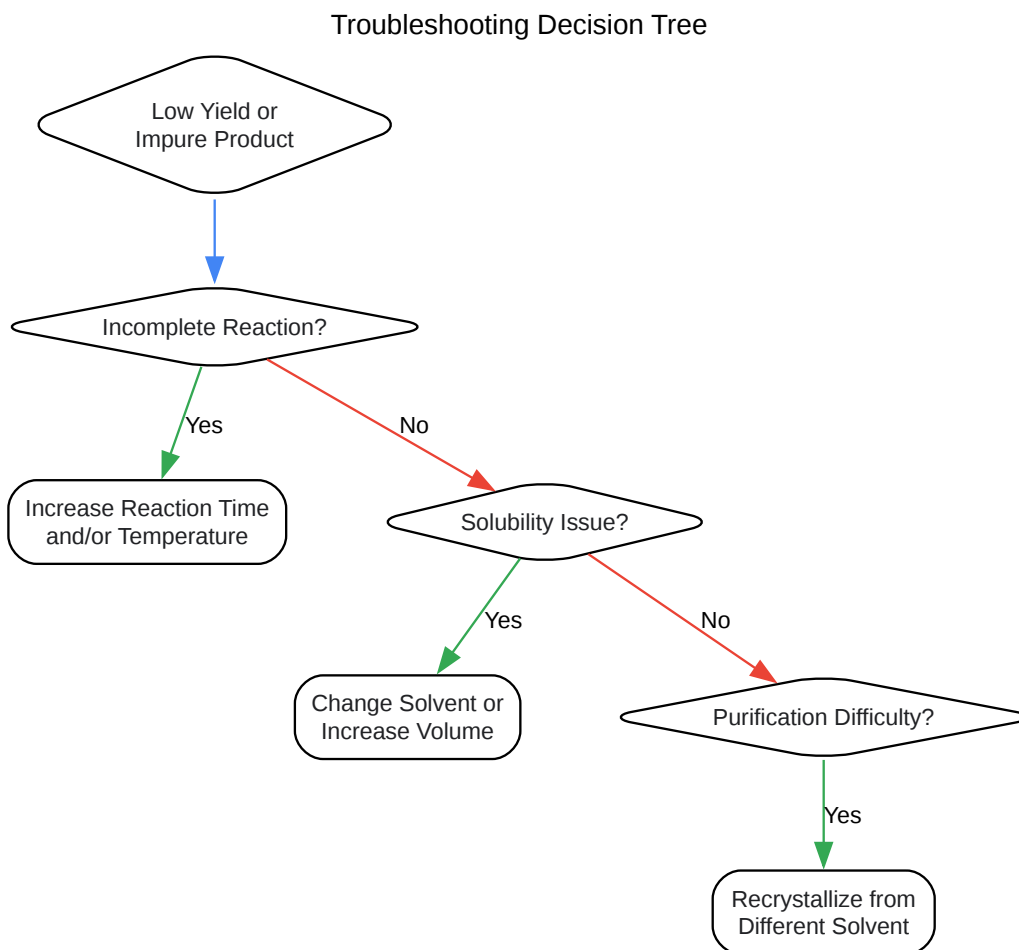 Troubleshooting Decision Tree
Low Yield or
Impure Product
Incomplete Reaction?
Yes
No
Increase Reaction Time
and/or Temperature
Solubility Issue?
Yes
No
Change Solvent or
Increase Volume
Purification Difficulty?
Yes
Recrystallize from
Different Solvent